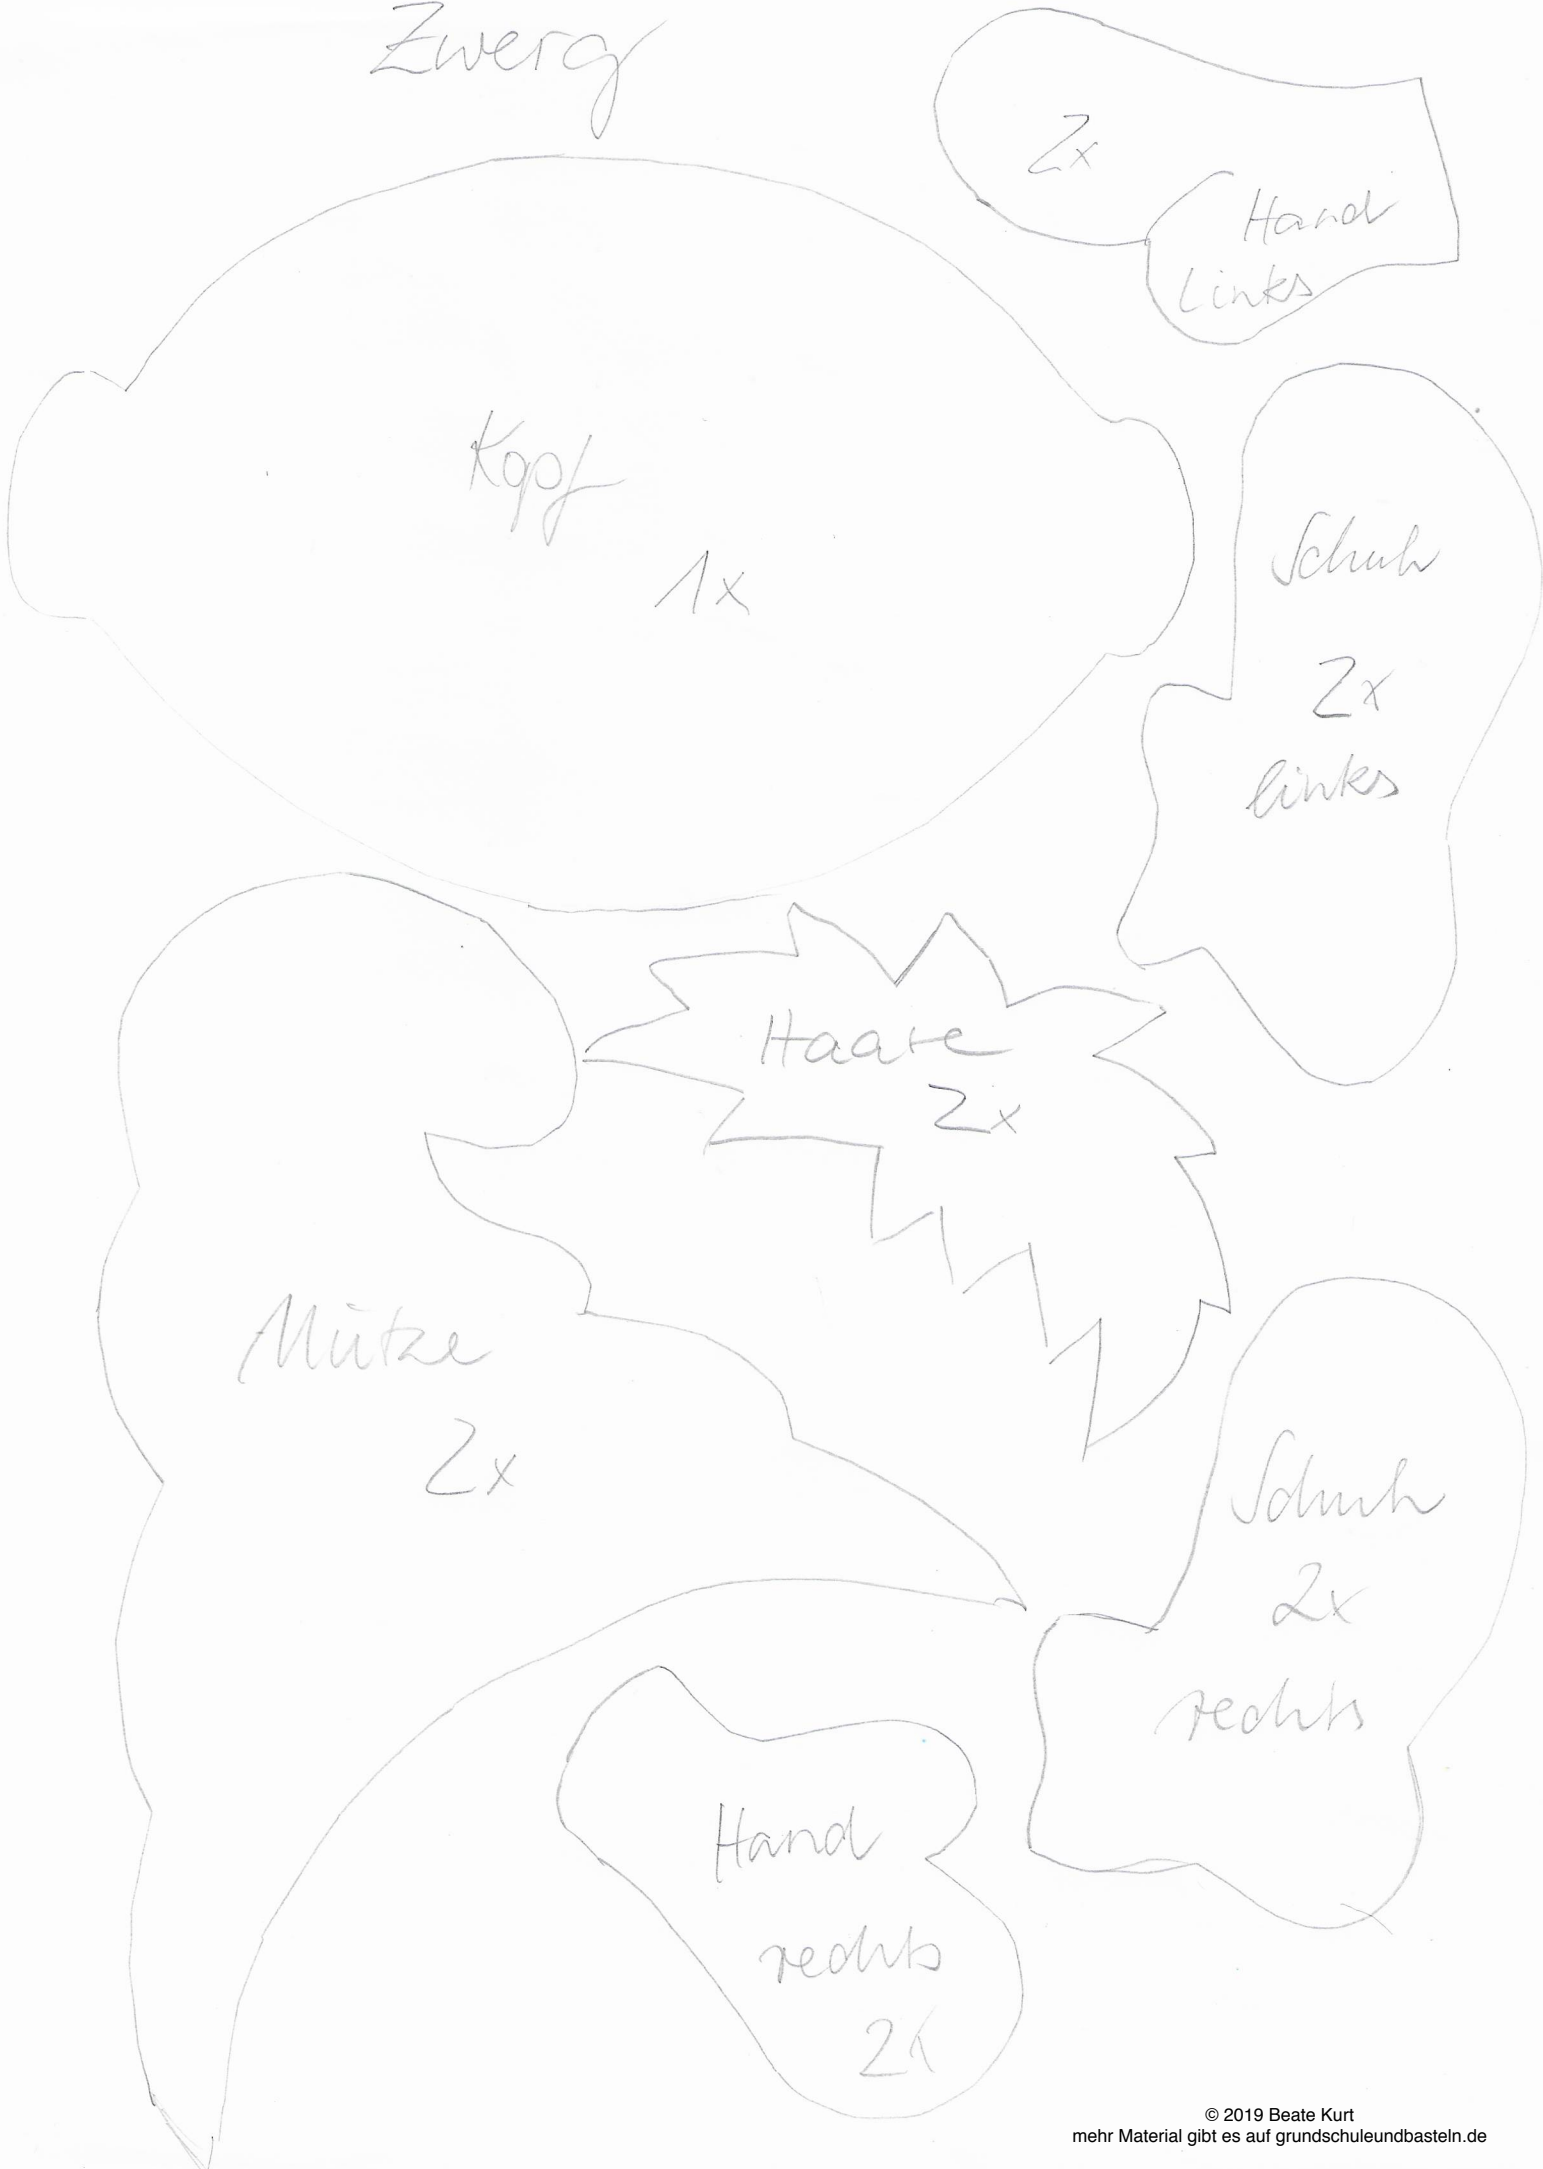 Zwerg
2x
Hand
Links
Kopf
1x
Schuh
2x
links
Haare
2x
Mütze
2x
Schuh
2x
rechts
Hand
rechts
2x
© 2019 Beate Kurt
mehr Material gibt es auf grundschuleundbasteln.de